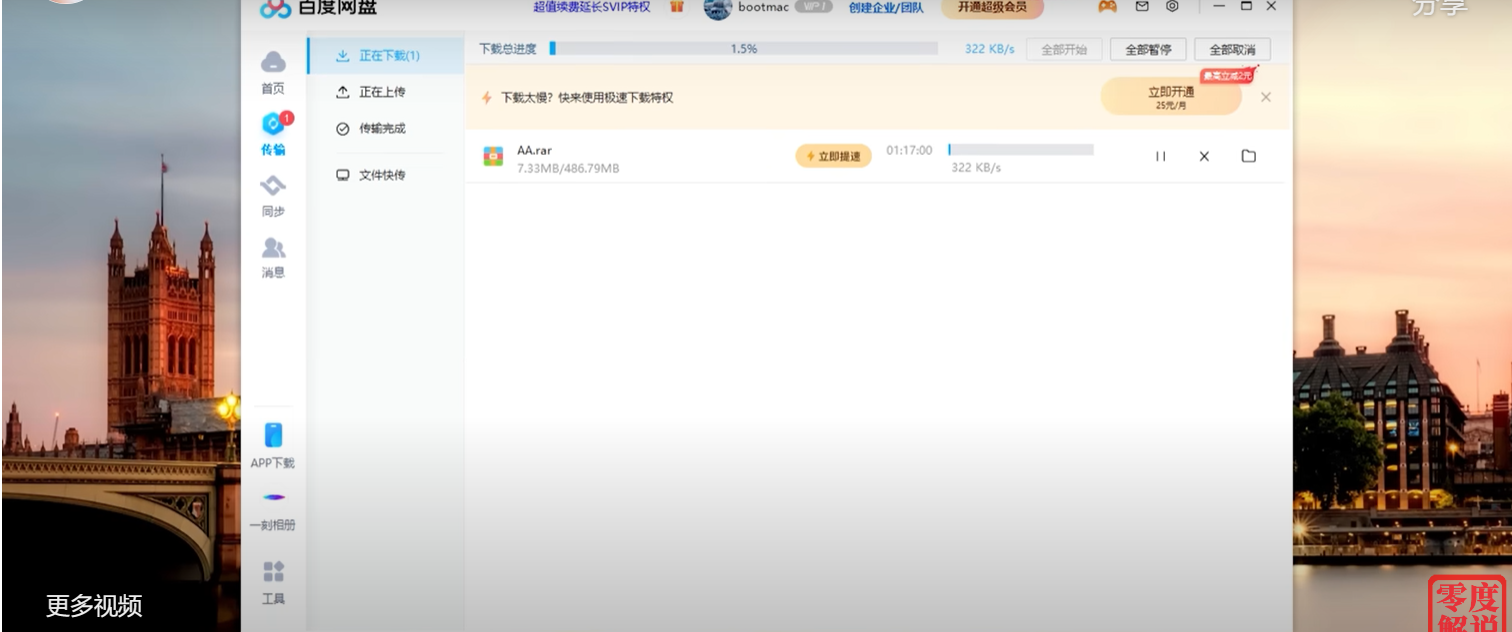 百度网盘
超值续费延长SVIP特权
bootmac
VIP 1
创建企业/团队
开通超级会员
分享
首页
1
传输
同步
消息
APP下载
一刻相册
工具
正在下载(1)
正在上传
传输完成
文件快传
下载总进度
1.5%
322 KB/s
全部开始
全部暂停
全部取消
下载太慢？快来使用极速下载特权
最高立减2元
立即开通
25元/月
AA.rar
7.33MB/486.79MB
立即提速
01:17:00
322 KB/s
更多视频
零度
解说